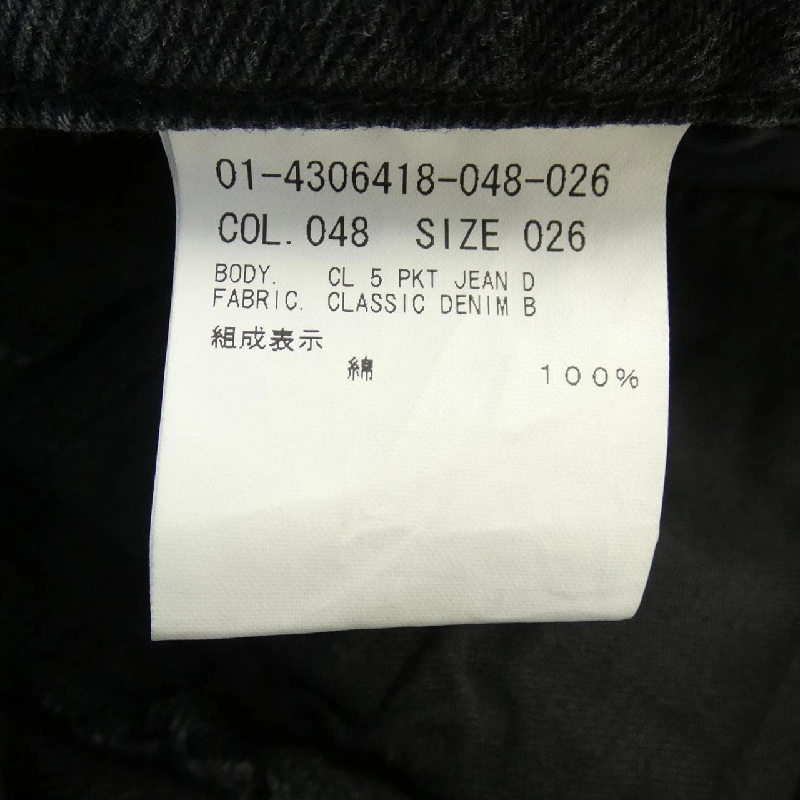 01-4306418-048-026
COL.048 SIZE 026
BODY. CL 5 PKT JEAN D
FABRIC. CLASSIC DENIM B
組成表示
綿 100%